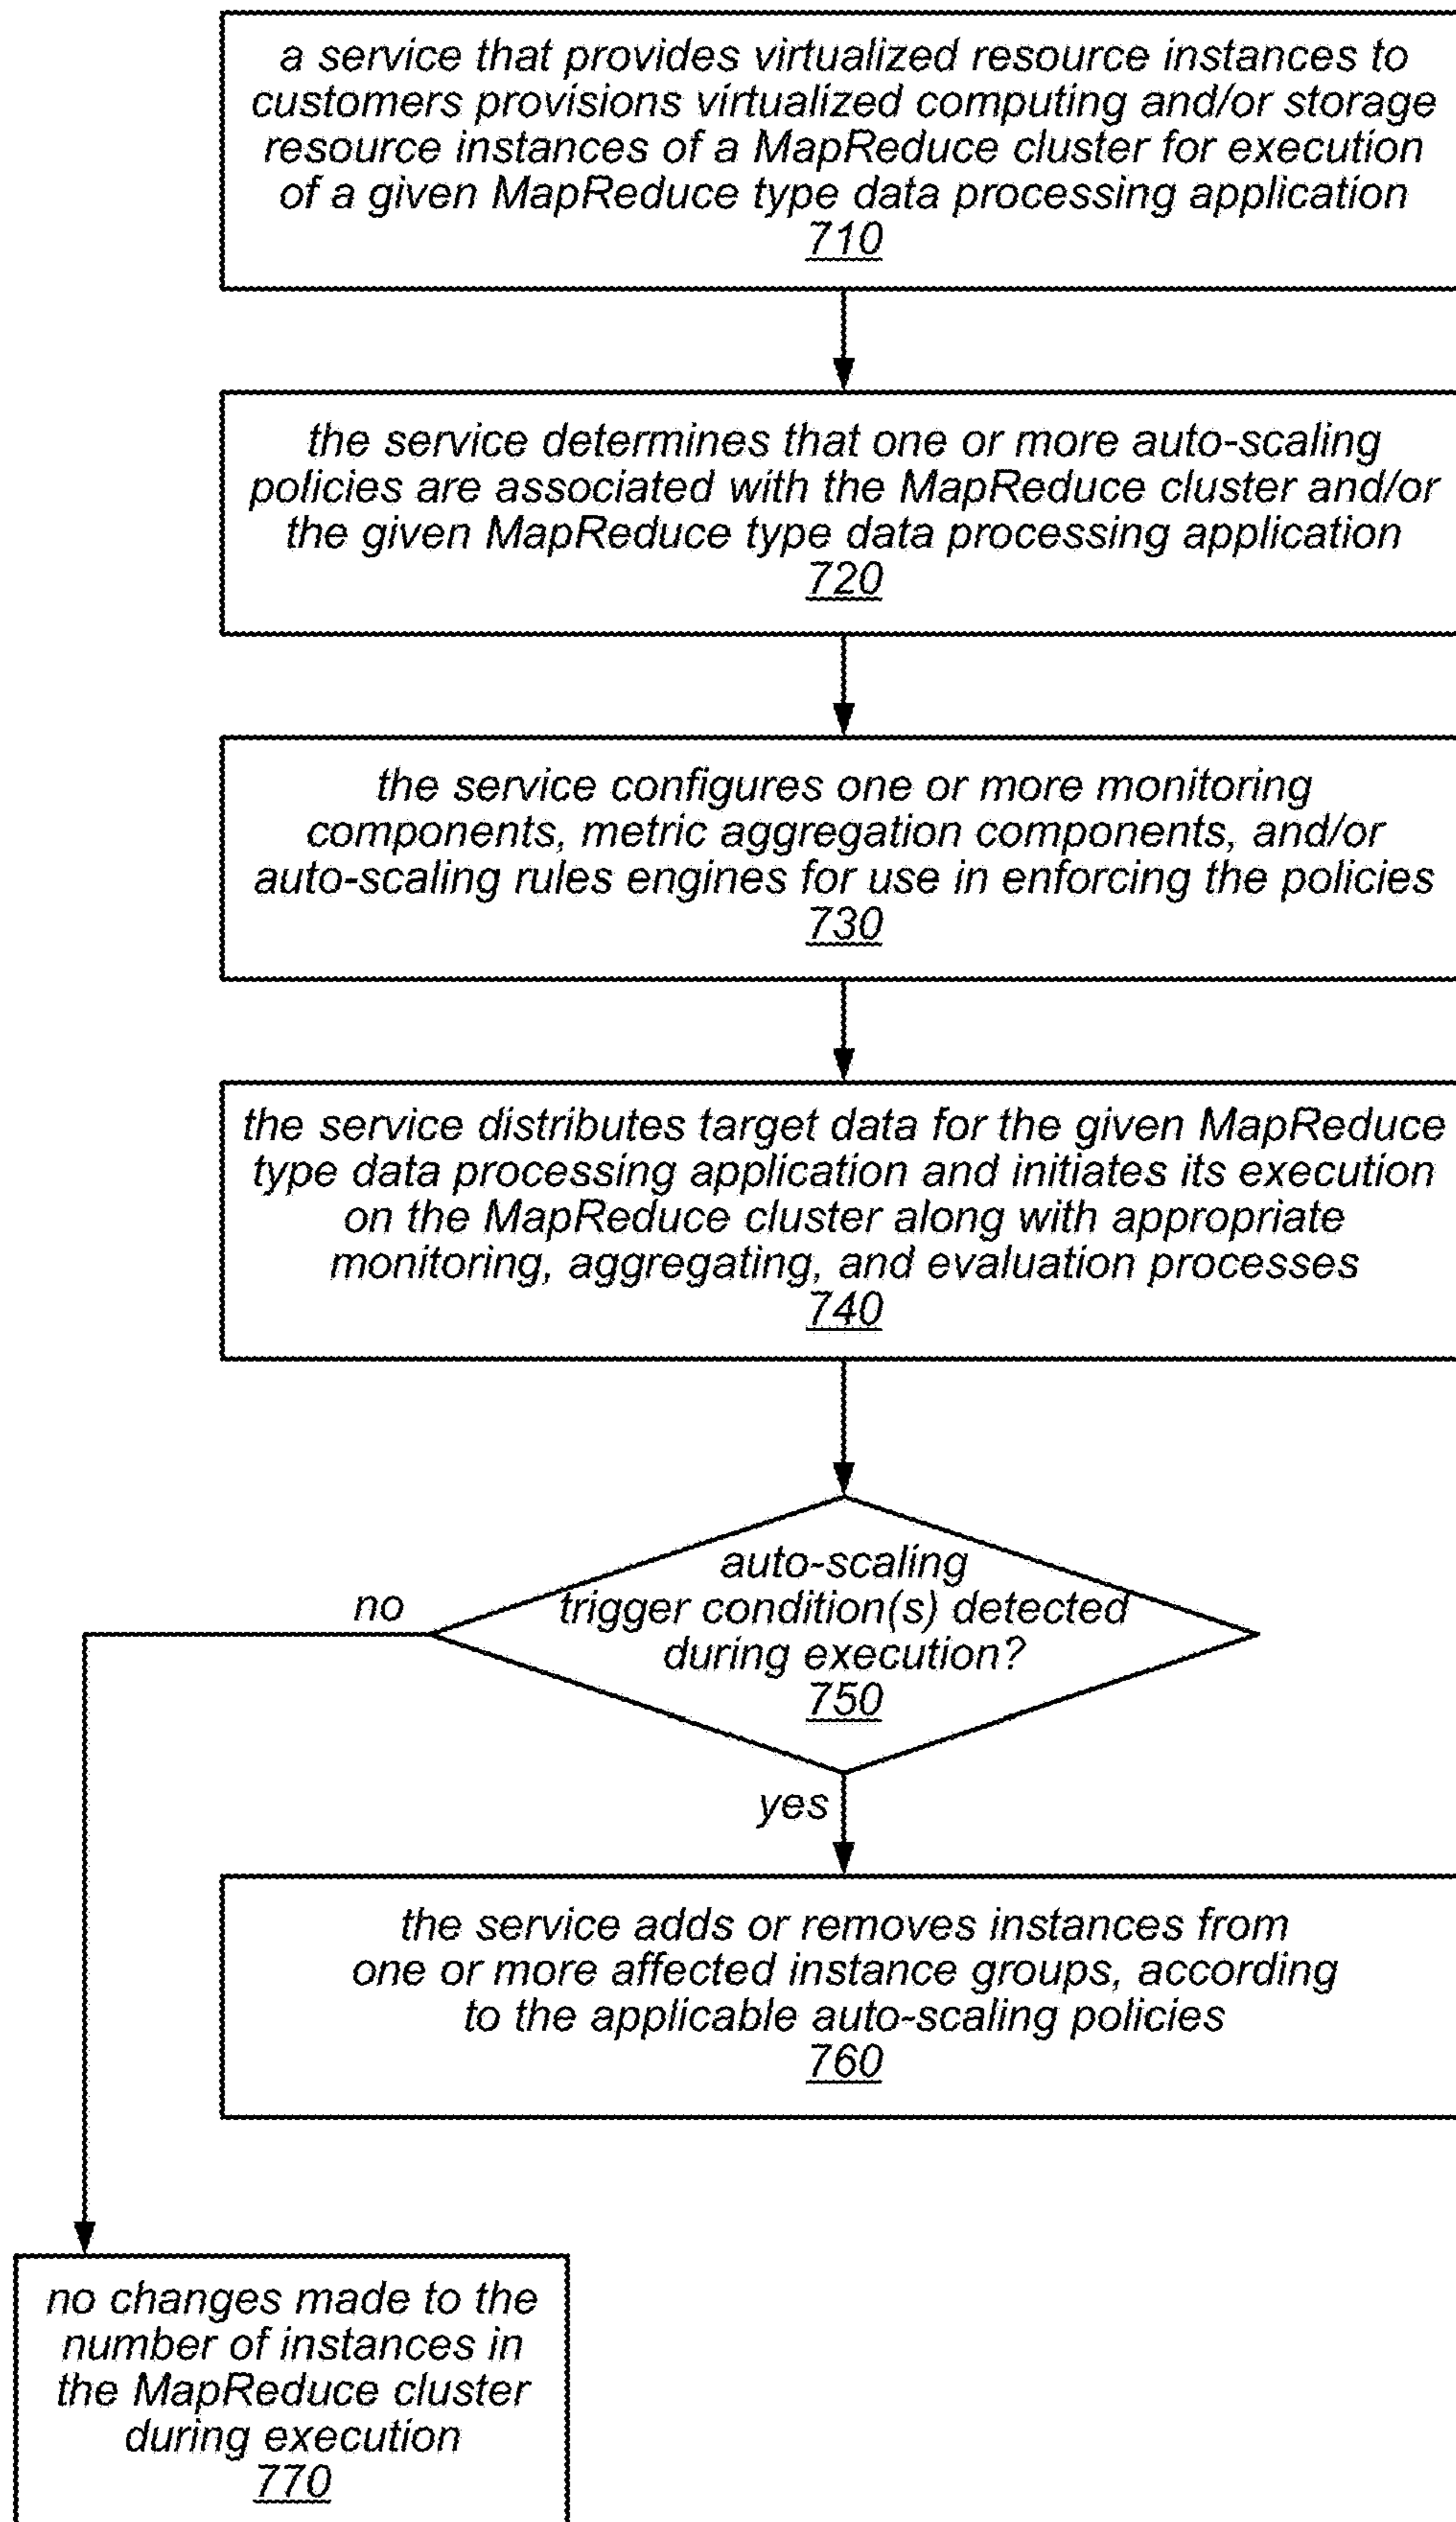 a service that provides virtualized resource instances to
customers provisions virtualized computing and/or storage
resource instances of a MapReduce cluster for execution
of a given MapReduce type data processing application
710
the service determines that one or more auto-scaling
policies are associated with the MapReduce cluster and/or
the given MapReduce type data processing application
720
the service configures one or more monitoring
components, metric aggregation components, and/or
auto-scaling rules engines for use in enforcing the policies
730
the service distributes target data for the given MapReduce
type data processing application and initiates its execution
on the MapReduce cluster along with appropriate
monitoring, aggregating, and evaluation processes
740
auto-scaling
no
trigger condition(s) detected
during execution?
750
yes
the service adds or removes instances from
one or more affected instance groups, according
to the applicable auto-scaling policies
760
no changes made to the
number of instances in
the MapReduce cluster
during execution
770